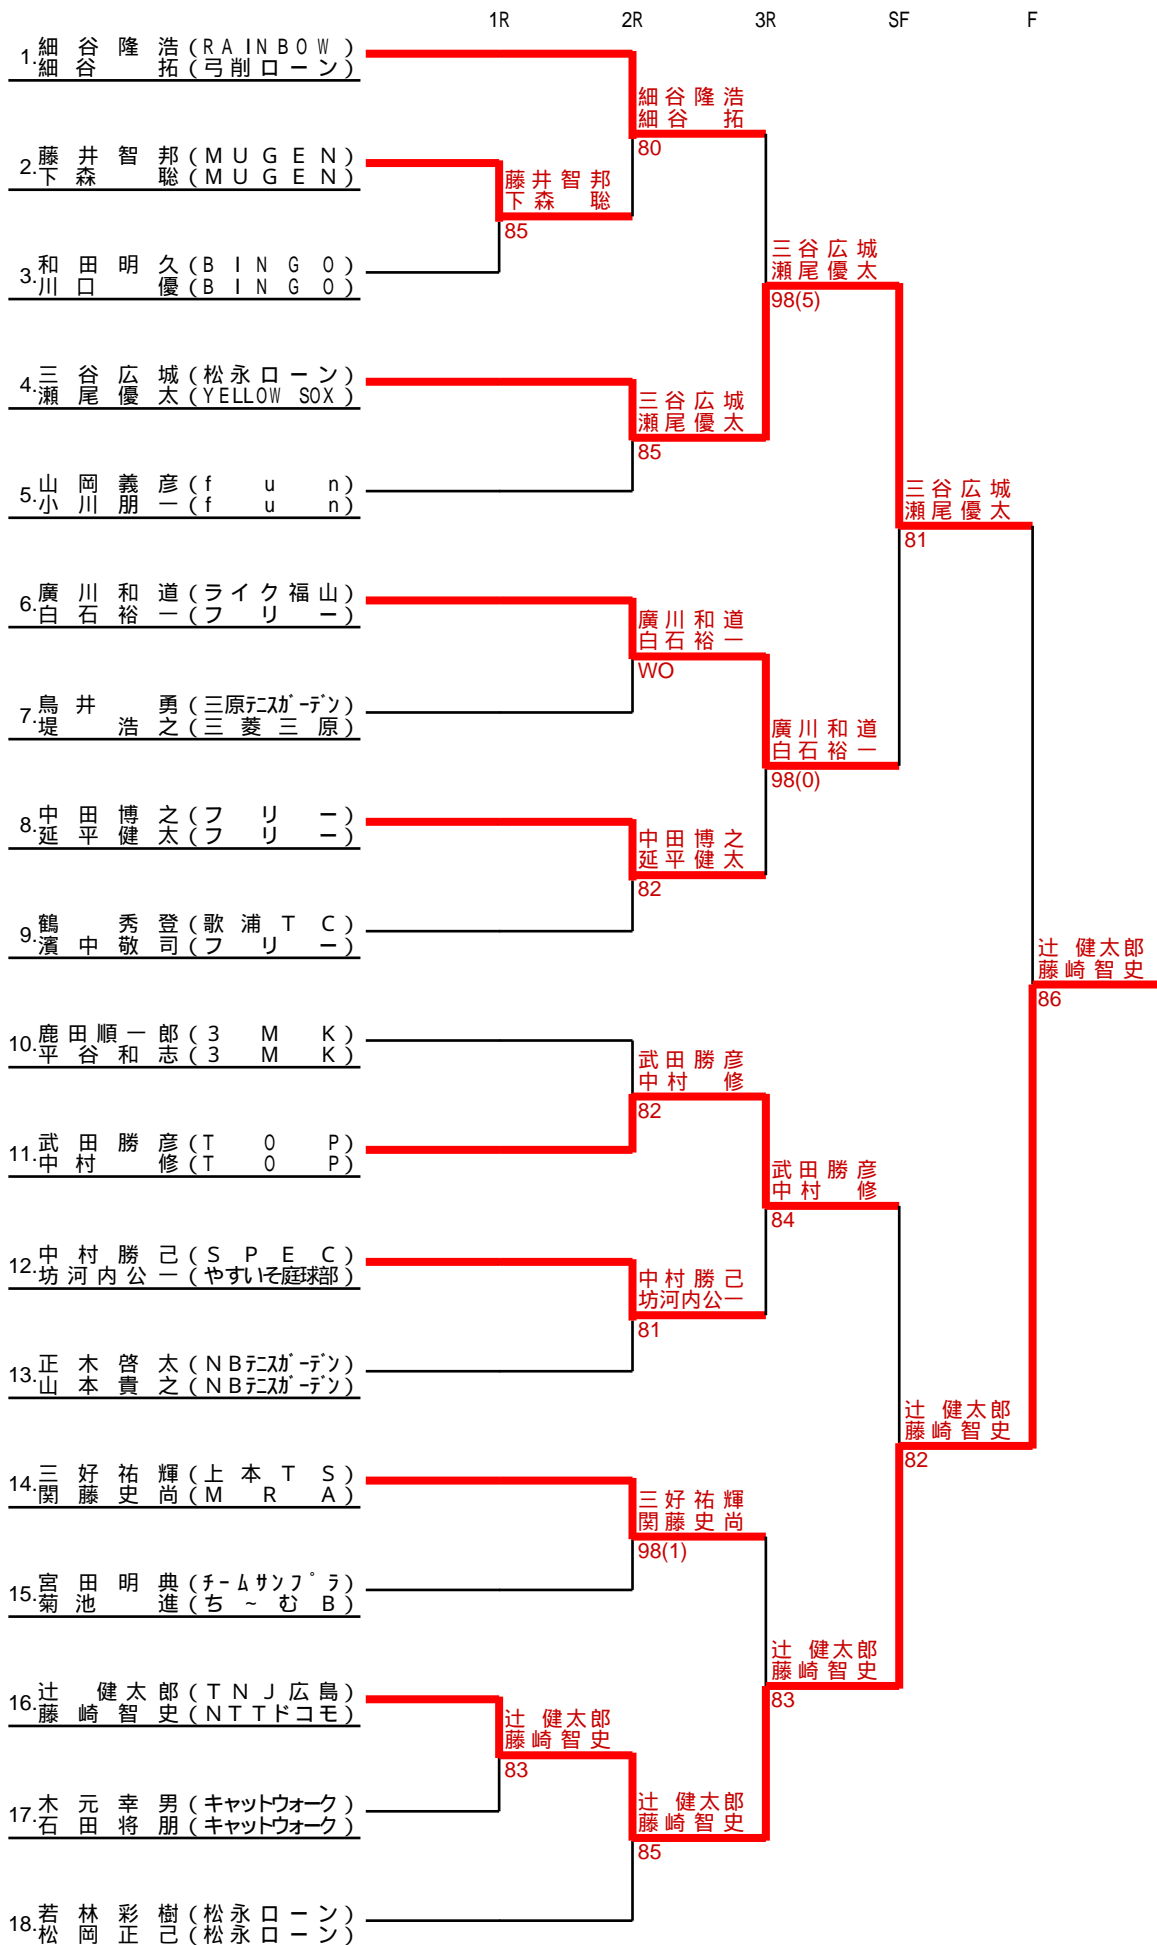 1R 2R 3R SF F
1. 細谷隆浩(RAINBOW)
細谷 拓(弓削ローン)
細谷隆浩
細谷 拓
80
2. 藤井智邦(MUGEN)
下森 聡(MUGEN)
藤井智邦
下森 聡
85
3. 和田明久(BINGO)
川口 優(BINGO)
三谷広城
瀬尾優太
98(5)
4. 三谷広城(松永ローン)
瀬尾優太(YELLOW SOX)
三谷広城
瀬尾優太
85
5. 山岡義彦(fun)
小川朋一(fun)
三谷広城
瀬尾優太
81
6. 廣川和道(ライク福山)
白石裕一(フリー)
廣川和道
白石裕一
WO
7. 鳥井 勇(三原テニスガーデン)
堤 浩之(三菱三原)
廣川和道
白石裕一
98(0)
8. 中田博之(フリー)
延平健太(フリー)
中田博之
延平健太
82
9. 鶴 秀登(歌浦TC)
濱中敬司(フリー)
辻 健太郎
藤崎智史
86
10. 鹿田順一郎(3MK)
平谷和志(3MK)
武田勝彦
中村 修
82
11. 武田勝彦(TOP)
中村 修(TOP)
武田勝彦
中村 修
84
12. 中村勝己(SPEC)
坊河内公一(やすいそ庭球部)
中村勝己
坊河内公一
81
13. 正木啓太(NBテニスガーデン)
山本貴之(NBテニスガーデン)
辻 健太郎
藤崎智史
82
14. 三好祐輝(上本TS)
関藤史尚(MRA)
三好祐輝
関藤史尚
98(1)
15. 宮田明典(チームサンプラ)
菊池 進(ち~むB)
辻 健太郎
藤崎智史
83
16. 辻 健太郎(TNJ広島)
藤崎智史(NTTドコモ)
辻 健太郎
藤崎智史
83
17. 木元幸男(キャットウォーク)
石田将朋(キャットウォーク)
辻 健太郎
藤崎智史
85
18. 若林彩樹(松永ローン)
松岡正己(松永ローン)